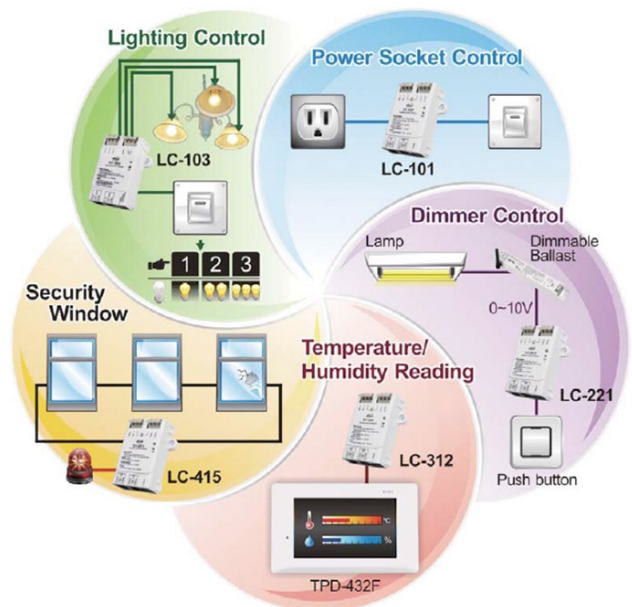 Lighting Control
LC-103
1 2 3
Power Socket Control
LC-101
Dimmer Control
Lamp
Dimmable
Ballast
0~10V
LC-221
Push button
Security
Window
LC-415
Temperature/
Humidity Reading
LC-312
°C
%
TPD-432F